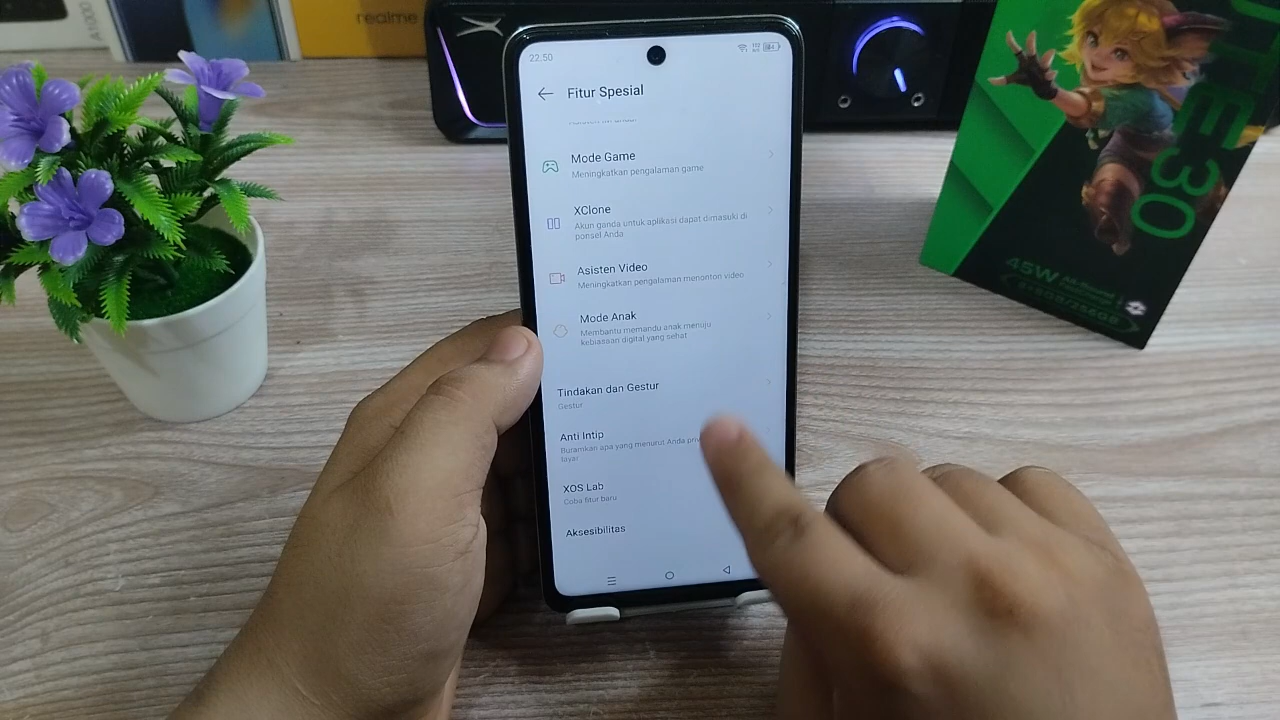 realme
22.50
Fitur Spesial
Mode Game
Meningkatkan pengalaman game
XClone
Akun ganda untuk aplikasi dapat dimasuki di
ponsel Anda
Asisten Video
Meningkatkan pengalaman menonton video
Mode Anak
Membantu memandu anak menuju
kebiasaan digital yang sehat
Tindakan dan Gestur
Gestur
Anti Intip
Buramkan apa yang menurut Anda
layar
XOS Lab
Coba fitur baru
Aksesibilitas
TE30
45W